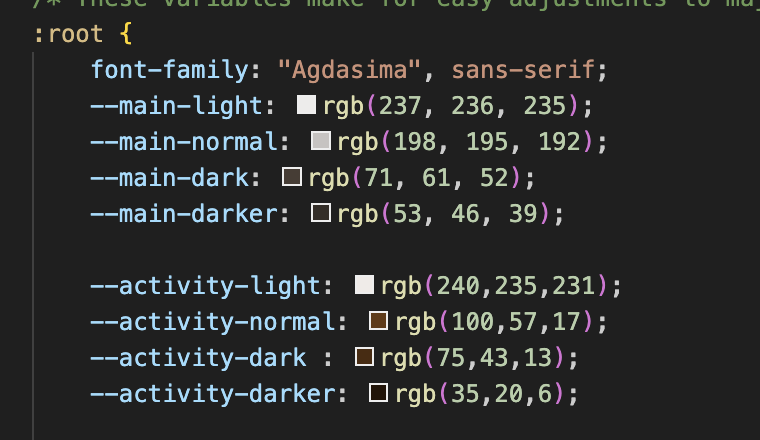 /* These variables make for easy adjustments to maj
:root {
font-family: "Agdasima", sans-serif;
--main-light: rgb(237, 236, 235);
--main-normal: rgb(198, 195, 192);
--main-dark: rgb(71, 61, 52);
--main-darker: rgb(53, 46, 39);
--activity-light: rgb(240,235,231);
--activity-normal: rgb(100,57,17);
--activity-dark : rgb(75,43,13);
--activity-darker: rgb(35,20,6);